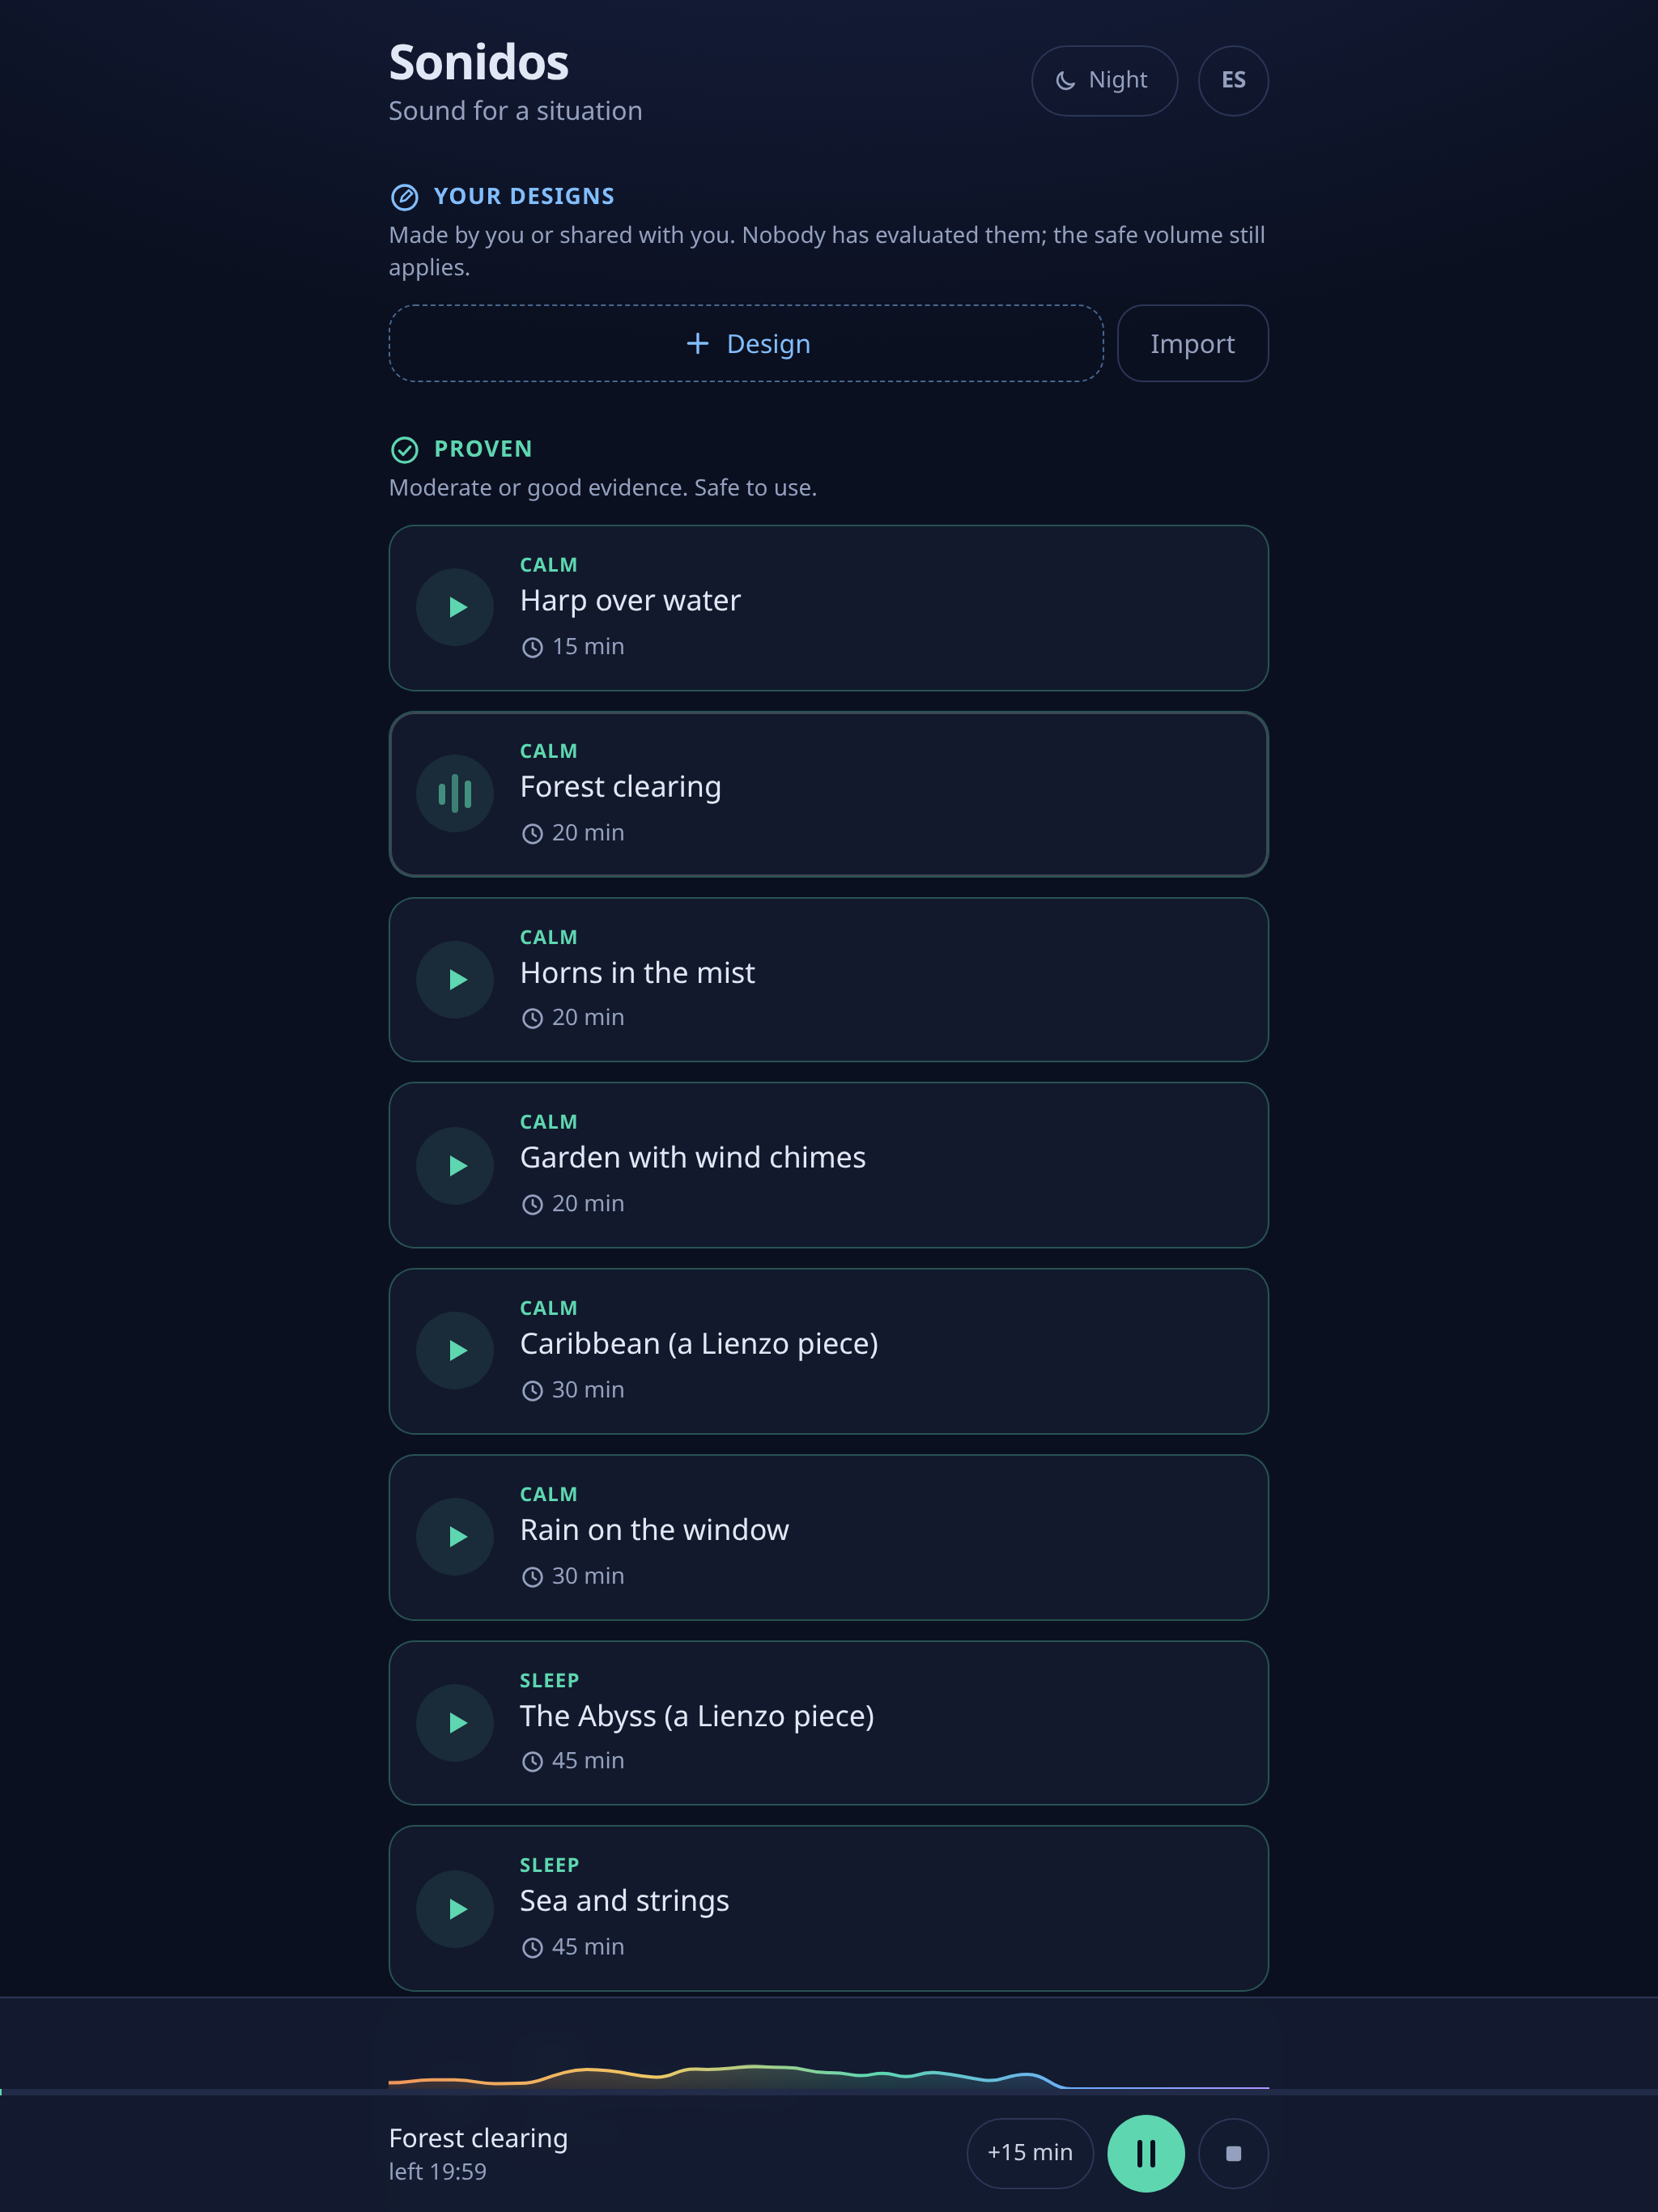 Sonidos
Sound for a situation
Night
ES
YOUR DESIGNS
Made by you or shared with you. Nobody has evaluated them; the safe volume still
applies.
Design
Import
PROVEN
Moderate or good evidence. Safe to use.
CALM
Harp over water
15 min
CALM
Forest clearing
20 min
CALM
Horns in the mist
20 min
CALM
Garden with wind chimes
20 min
CALM
Caribbean (a Lienzo piece)
30 min
CALM
Rain on the window
30 min
SLEEP
The Abyss (a Lienzo piece)
45 min
SLEEP
Sea and strings
45 min
Forest clearing
left 19:59
+15 min